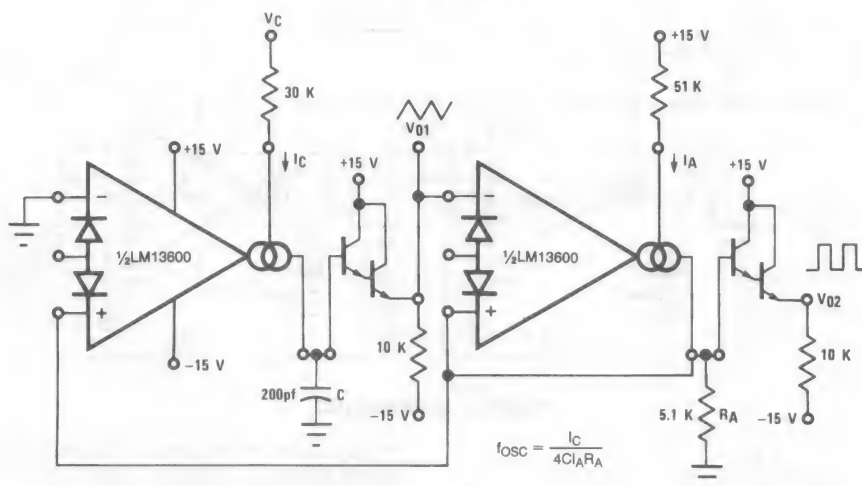 VC
30 K
+15 V
IC
V01
+15 V
−
½LM13600
+
−15 V
200pf
C
10 K
−15 V
+15 V
51 K
IA
+15 V
−
½LM13600
+
V02
10 K
5.1 K
RA
−15 V
fOSC = IC
4CIARA